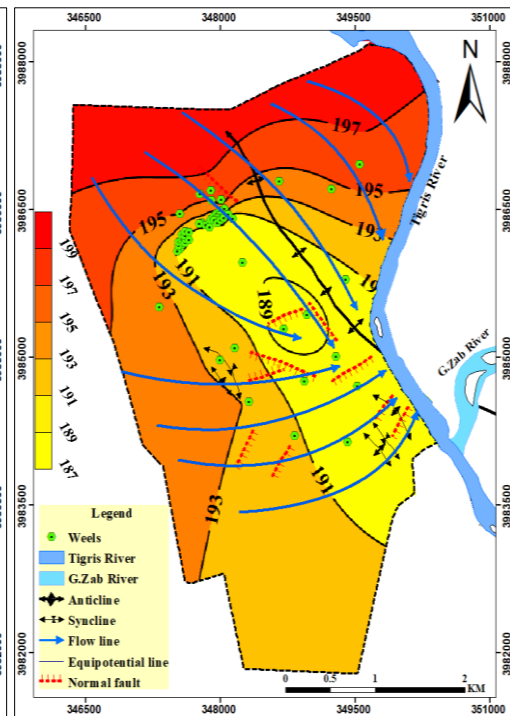 346500 348000 349500 351000
3988000
N
197
195
Tigris River
3986500
195
193
199
197
195
193
191
189
187
191
193
189
G.Zab River
191
193
Legend
Weels
Tigris River
G.Zab River
Anticline
Syncline
Flow line
Equipotential line
Normal fault
3983500
3982000
0 0.5 1 2
KM
346500 348000 349500 351000